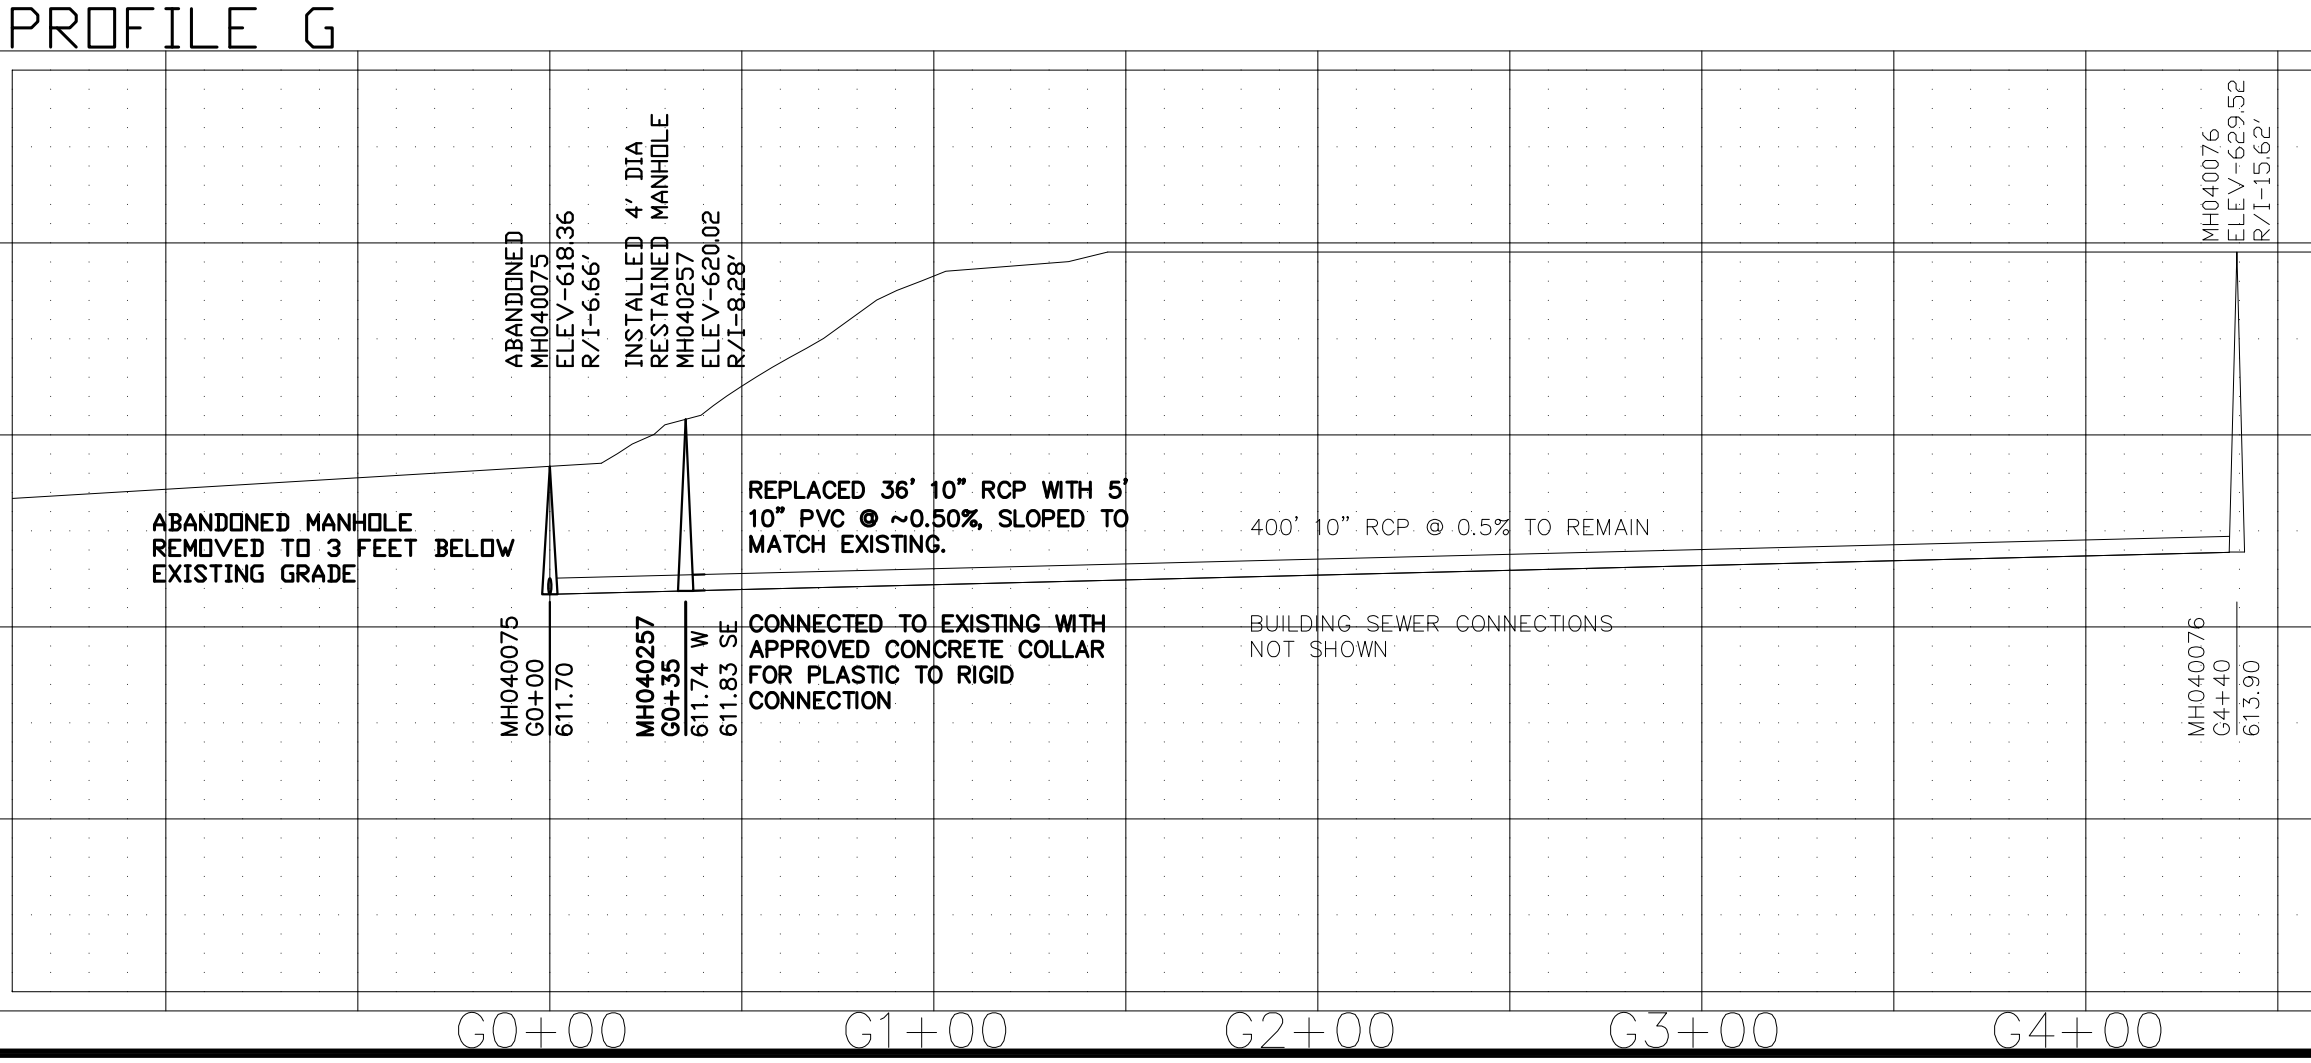 PROFILE G
ABANDONED
MH040075
ELEV-618.36
R/I-6.66'
INSTALLED 4' DIA
RESTAINED MANHOLE
MH040257
ELEV-620.02
R/I-8.28'
MH040076
ELEV-629.52
R/I-15.62'
ABANDONED MANHOLE
REMOVED TO 3 FEET BELOW
EXISTING GRADE
REPLACED 36' 10" RCP WITH 5'
10" PVC @ ~0.50%, SLOPED TO
MATCH EXISTING.
400' 10" RCP @ 0.5% TO REMAIN
MH040075
G0+00
611.70
MH040257
G0+35
611.74 W
611.83 SE
CONNECTED TO EXISTING WITH
APPROVED CONCRETE COLLAR
FOR PLASTIC TO RIGID
CONNECTION
BUILDING SEWER CONNECTIONS
NOT SHOWN
MH040076
G4+40
613.90
G0+00
G1+00
G2+00
G3+00
G4+00